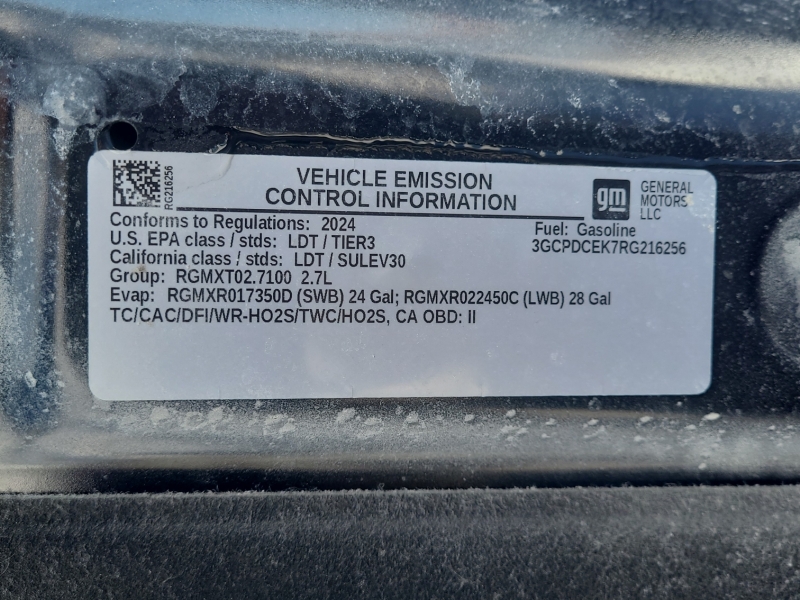 RG216256
VEHICLE EMISSION
CONTROL INFORMATION
gm
GENERAL
MOTORS
LLC
Conforms to Regulations: 2024
Fuel: Gasoline
U.S. EPA class / stds: LDT / TIER3
3GCPDCEK7RG216256
California class / stds: LDT / SULEV30
Group: RGMXT02.7100 2.7L
Evap: RGMXR017350D (SWB) 24 Gal; RGMXR022450C (LWB) 28 Gal
TC/CAC/DFI/WR-HO2S/TWC/HO2S, CA OBD: II